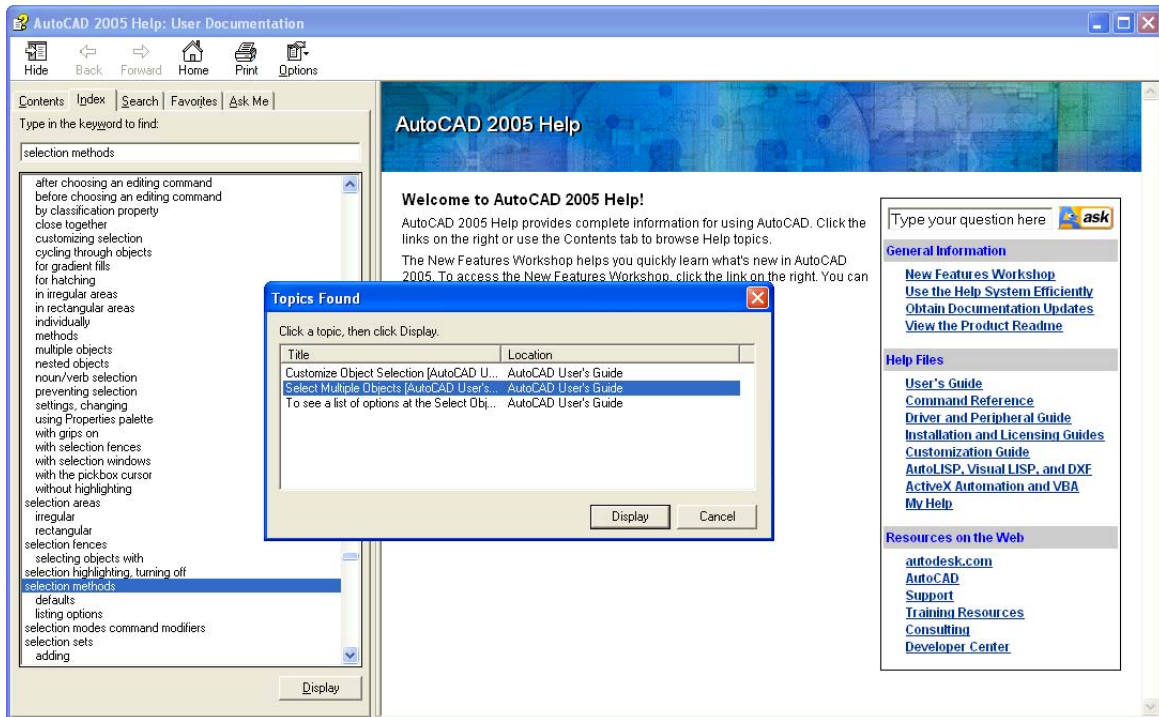 AutoCAD 2005 Help: User Documentation
Hide Back Forward Home Print Options
Contents Index Search Favorites Ask Me
Type in the keyword to find:
selection methods
after choosing an editing command
before choosing an editing command
by classification property
close together
customizing selection
cycling through objects
for gradient fills
for hatching
in irregular areas
in rectangular areas
individually
methods
multiple objects
nested objects
noun/verb selection
preventing selection
settings, changing
using Properties palette
with grips on
with selection fences
with selection windows
with the pickbox cursor
without highlighting
selection areas
irregular
rectangular
selection fences
selecting objects with
selection highlighting, turning off
selection methods
defaults
listing options
selection modes command modifiers
selection sets
adding
Display
AutoCAD 2005 Help
Welcome to AutoCAD 2005 Help!
AutoCAD 2005 Help provides complete information for using AutoCAD. Click the
links on the right or use the Contents tab to browse Help topics.
The New Features Workshop helps you quickly learn what's new in AutoCAD
2005. To access the New Features Workshop, click the link on the right. You can
Topics Found
Click a topic, then click Display.
Title Location
Customize Object Selection [AutoCAD U... AutoCAD User's Guide
Select Multiple Objects [AutoCAD User's... AutoCAD User's Guide
To see a list of options at the Select Obj... AutoCAD User's Guide
Display Cancel
Type your question here ask
General Information
New Features Workshop
Use the Help System Efficiently
Obtain Documentation Updates
View the Product Readme
Help Files
User's Guide
Command Reference
Driver and Peripheral Guide
Installation and Licensing Guides
Customization Guide
AutoLISP, Visual LISP, and DXF
ActiveX Automation and VBA
My Help
Resources on the Web
autodesk.com
AutoCAD
Support
Training Resources
Consulting
Developer Center